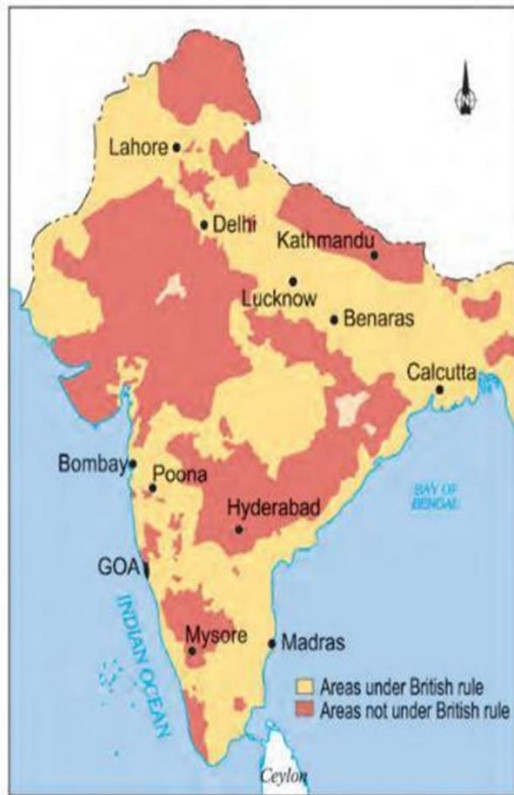 Lahore
Delhi
Kathmandu
Lucknow
Benaras
Calcutta
Bombay
Poona
BAY OF
BENGAL
Hyderabad
GOA
INDIAN OCEAN
Mysore
Madras
Areas under British rule
Areas not under British rule
Ceylon